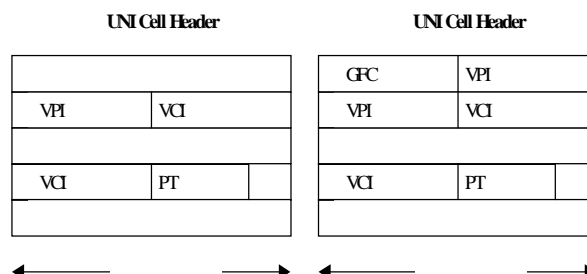 UNI Cell Header
VPI VCI
VCI PT
UNI Cell Header
GFC VPI
VPI VCI
VCI PT